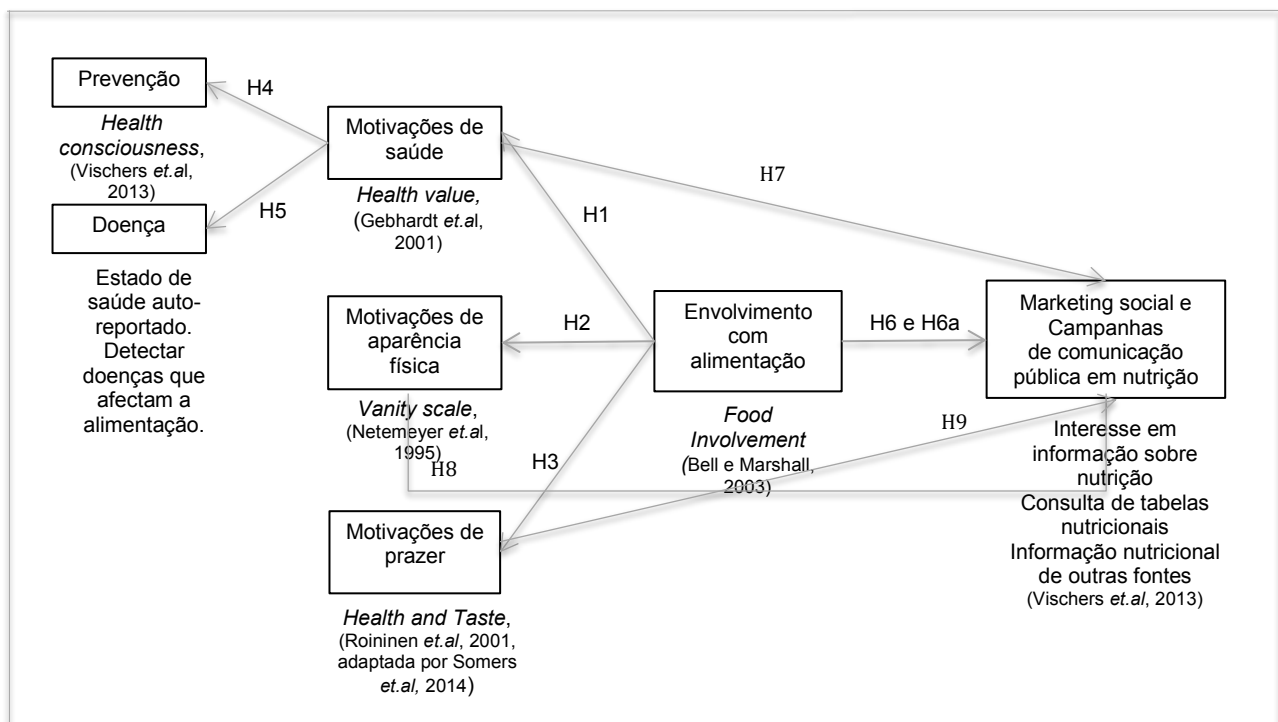 Prevenção
H4
Health
consciousness,
(Vischers et.al,
2013)
Doença
H5
Estado de
saúde auto-
reportado.
Detectar
doenças que
afectam a
alimentação.
Motivações de
saúde
Health value,
(Gebhardt et.al,
2001)
H1
H7
Motivações de
aparência
física
Vanity scale,
(Netemeyer et.al,
1995)
H8
H2
H3
Envolvimento
com
alimentação
Food
Involvement
(Bell e Marshall,
2003)
H6 e H6a
H9
Marketing social e
Campanhas
de comunicação
pública em nutrição
Interesse em
informação sobre
nutrição
Consulta de tabelas
nutricionais
Informação nutricional
de outras fontes
(Vischers et.al, 2013)
Motivações de
prazer
Health and Taste,
(Roininen et.al, 2001,
adaptada por Somers
et.al, 2014)